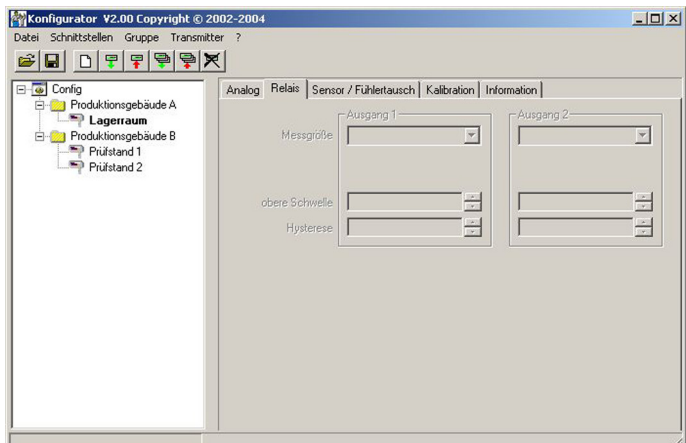 Konfigurator V2.00 Copyright © 2002-2004
Datei Schnittstellen Gruppe Transmitter ?
Config
Produktionsgebäude A
Lagerraum
Produktionsgebäude B
Prüfstand 1
Prüfstand 2
Analog Relais Sensor / Fühlertausch Kalibration Information
Ausgang 1 Ausgang 2
Messgröße
obere Schwelle
Hysterese